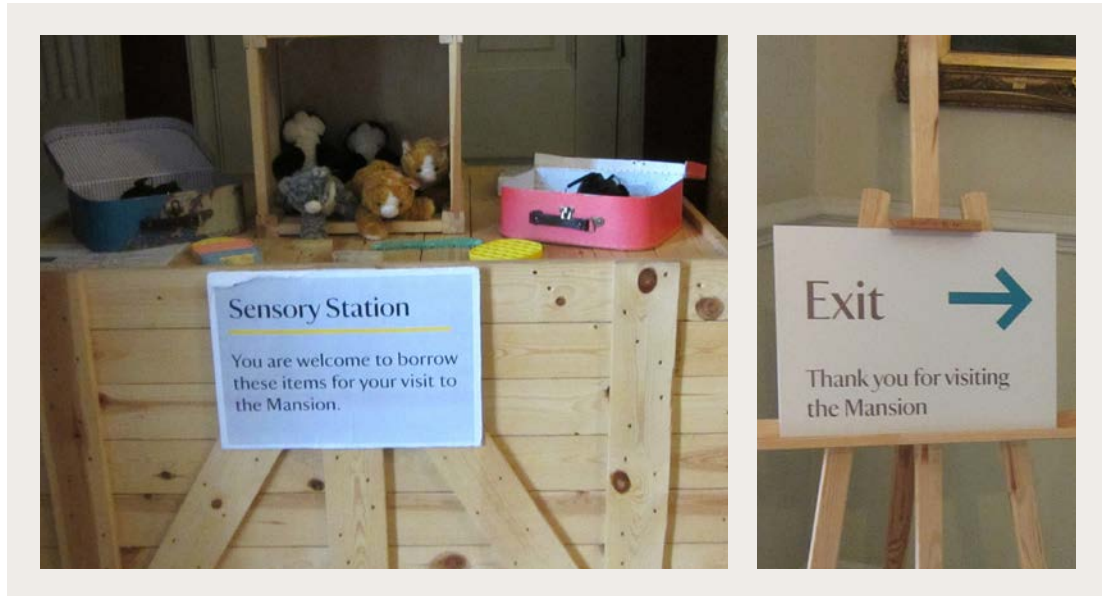 Sensory Station
You are welcome to borrow
these items for your visit to
the Mansion.
Exit
Thank you for visiting
the Mansion